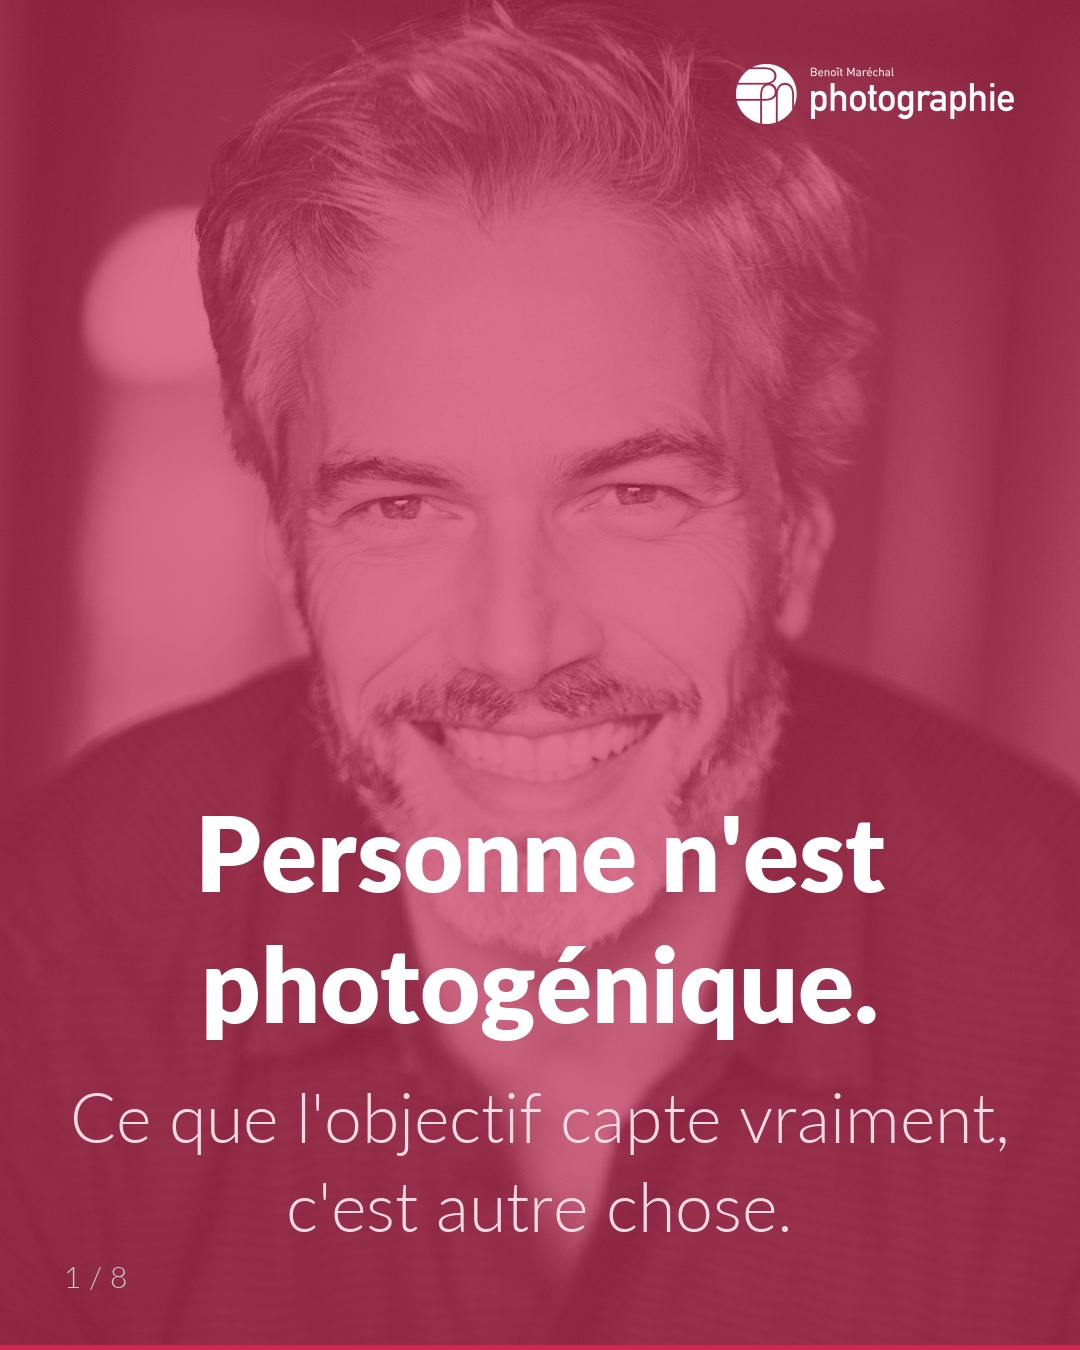 Benoît Maréchal
photographie
Personne n'est
photogénique.
Ce que l'objectif capte vraiment,
c'est autre chose.
1 / 8